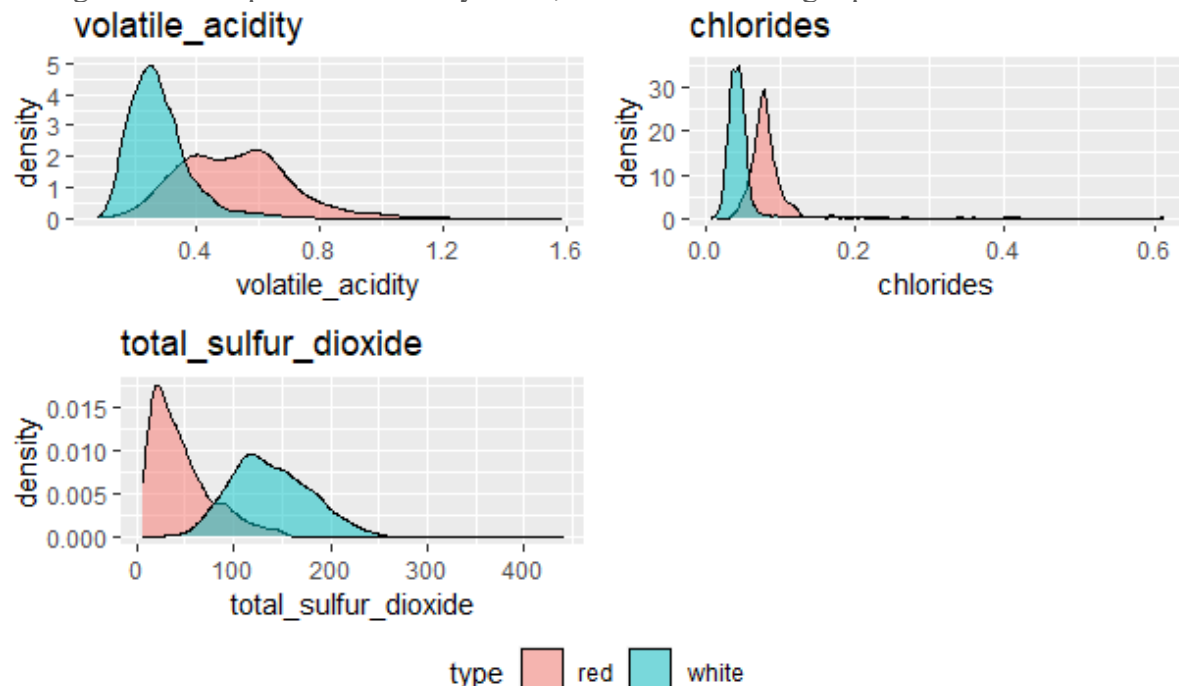 volatile_acidity
density
5
4
3
2
1
0
0.4 0.8 1.2 1.6
volatile_acidity
chlorides
density
30
20
10
0
0.0 0.2 0.4 0.6
chlorides
total_sulfur_dioxide
density
0.015
0.010
0.005
0.000
0 100 200 300 400
total_sulfur_dioxide
type red white